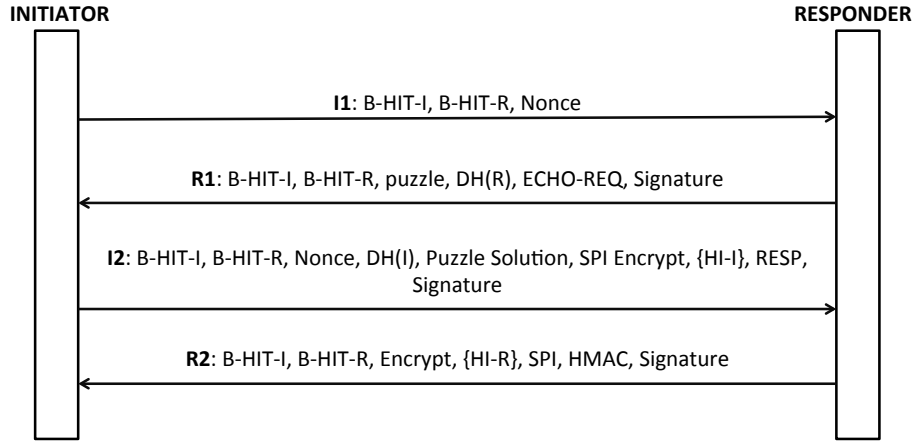 INITIATOR RESPONDER
I1: B-HIT-I, B-HIT-R, Nonce
R1: B-HIT-I, B-HIT-R, puzzle, DH(R), ECHO-REQ, Signature
I2: B-HIT-I, B-HIT-R, Nonce, DH(I), Puzzle Solution, SPI Encrypt, {HI-I}, RESP,
Signature
R2: B-HIT-I, B-HIT-R, Encrypt, {HI-R}, SPI, HMAC, Signature